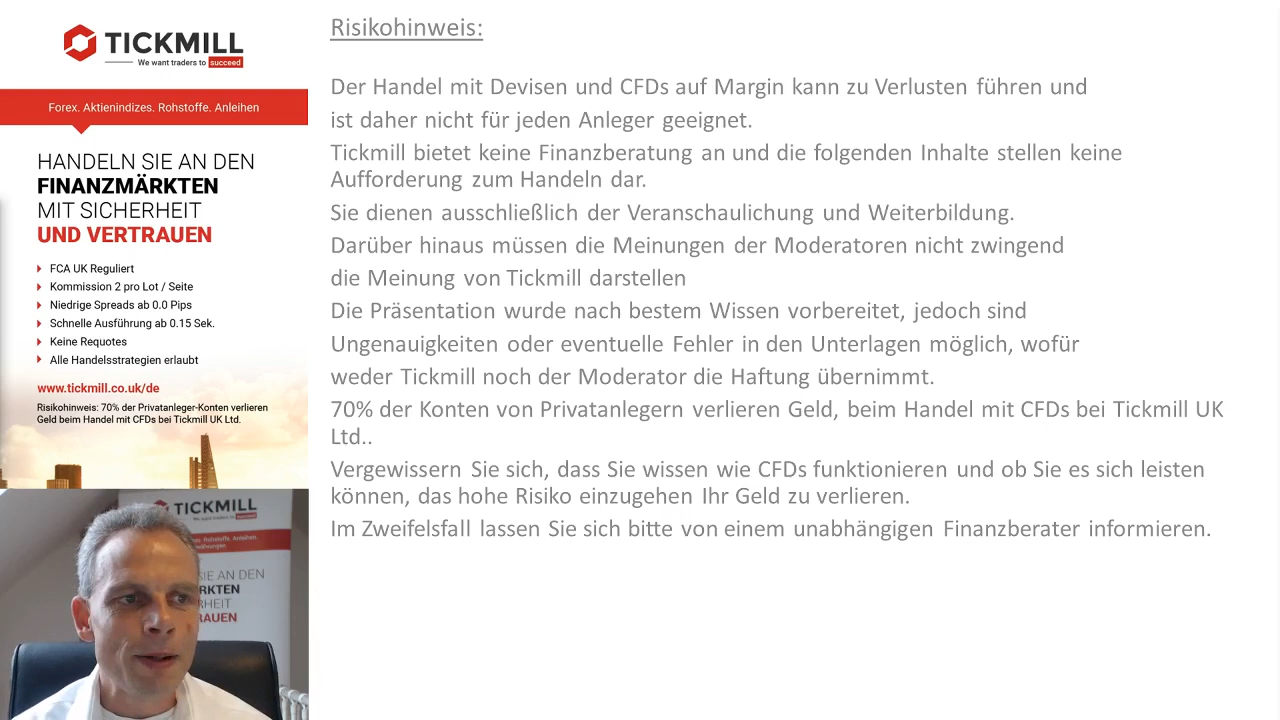 TICKMILL
We want traders to succeed
Forex. Aktienindizes. Rohstoffe. Anleihen
HANDELN SIE AN DEN
FINANZMÄRKTEN
MIT SICHERHEIT
UND VERTRAUEN
FCA UK Reguliert
Kommission 2 pro Lot / Seite
Niedrige Spreads ab 0.0 Pips
Schnelle Ausführung ab 0.15 Sek.
Keine Requotes
Alle Handelsstrategien erlaubt
www.tickmill.co.uk/de
Risikohinweis: 70% der Privatanleger-Konten verlieren
Geld beim Handel mit CFDs bei Tickmill UK Ltd.
Risikohinweis:
Der Handel mit Devisen und CFDs auf Margin kann zu Verlusten führen und
ist daher nicht für jeden Anleger geeignet.
Tickmill bietet keine Finanzberatung an und die folgenden Inhalte stellen keine
Aufforderung zum Handeln dar.
Sie dienen ausschließlich der Veranschaulichung und Weiterbildung.
Darüber hinaus müssen die Meinungen der Moderatoren nicht zwingend
die Meinung von Tickmill darstellen
Die Präsentation wurde nach bestem Wissen vorbereitet, jedoch sind
Ungenauigkeiten oder eventuelle Fehler in den Unterlagen möglich, wofür
weder Tickmill noch der Moderator die Haftung übernimmt.
70% der Konten von Privatanlegern verlieren Geld, beim Handel mit CFDs bei Tickmill UK
Ltd..
Vergewissern Sie sich, dass Sie wissen wie CFDs funktionieren und ob Sie es sich leisten
können, das hohe Risiko einzugehen Ihr Geld zu verlieren.
Im Zweifelsfall lassen Sie sich bitte von einem unabhängigen Finanzberater informieren.
TICKMILL
We want traders to succeed
Rohstoffe. Anleihen.
SIE AN DEN
RKTEN
RHEIT
RAUEN